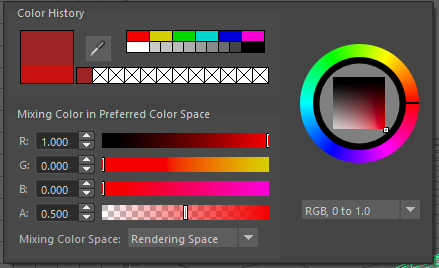 Color History
Mixing Color in Preferred Color Space
R: 1.000
G: 0.000
B: 0.000
A: 0.500
RGB, 0 to 1.0
Mixing Color Space: Rendering Space